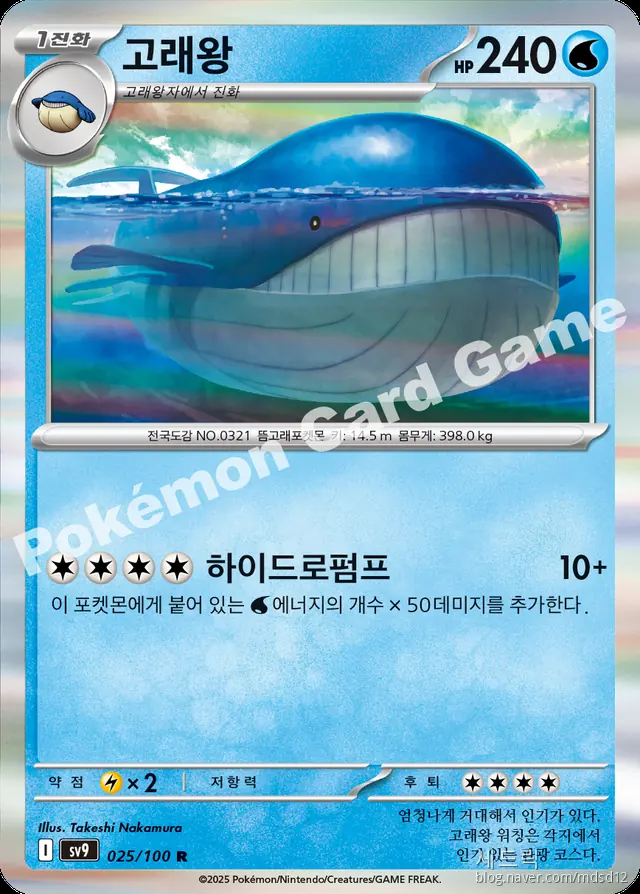 1진화
고래왕
HP 240
고래왕자에서 진화
전국도감 NO.0321 뜸고래포켓몬 키: 14.5 m 몸무게: 398.0 kg
Pokémon Card Game
하이드로펌프 10+
이 포켓몬에게 붙어 있는 에너지의 개수 × 50데미지를 추가한다.
약점 ×2 저항력 후퇴
엄청나게 거대해서 인기가 있다.
Illus. Takeshi Nakamura
고래왕 워칭은 각지에서
I sv9 025/100 R
인기 있는 관광 코스다.
blog.naver.com/mdsd12
©2025 Pokémon/Nintendo/Creatures/GAME FREAK.